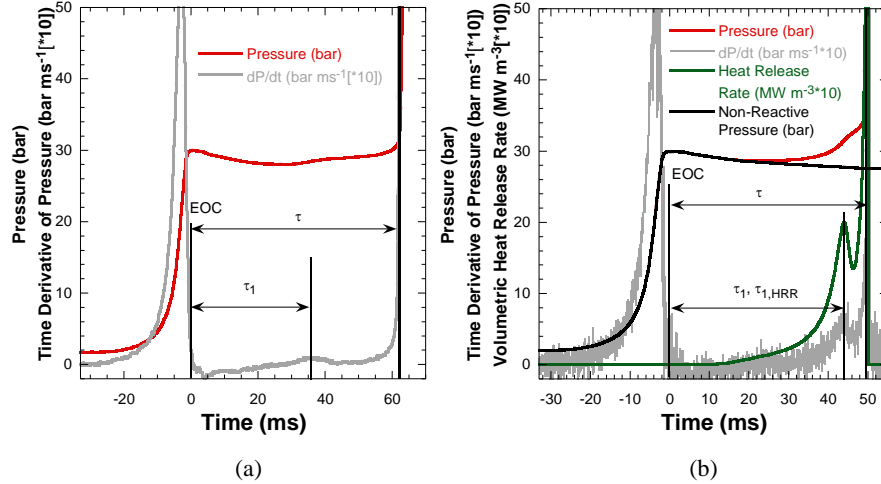 (a)
50
40
30
20
10
0
Pressure (bar)
Time Derivative of Pressure (bar ms⁻¹[*10])
Pressure (bar)
dP/dt (bar ms⁻¹[*10])
EOC
τ
τ₁
-20 0 20 40 60
Time (ms)
(a)
(b)
50
40
30
20
10
0
Pressure (bar)
Time Derivative of Pressure (bar ms⁻¹[*10])
Volumetric Heat Release Rate (MW m⁻³[*10])
Pressure (bar)
dP/dt (bar ms⁻¹*10)
Heat Release
Rate (MW m⁻³*10)
Non-Reactive
Pressure (bar)
EOC
τ
τ₁, τ₁,HRR
-30 -20 -10 0 10 20 30 40 50
Time (ms)
(b)